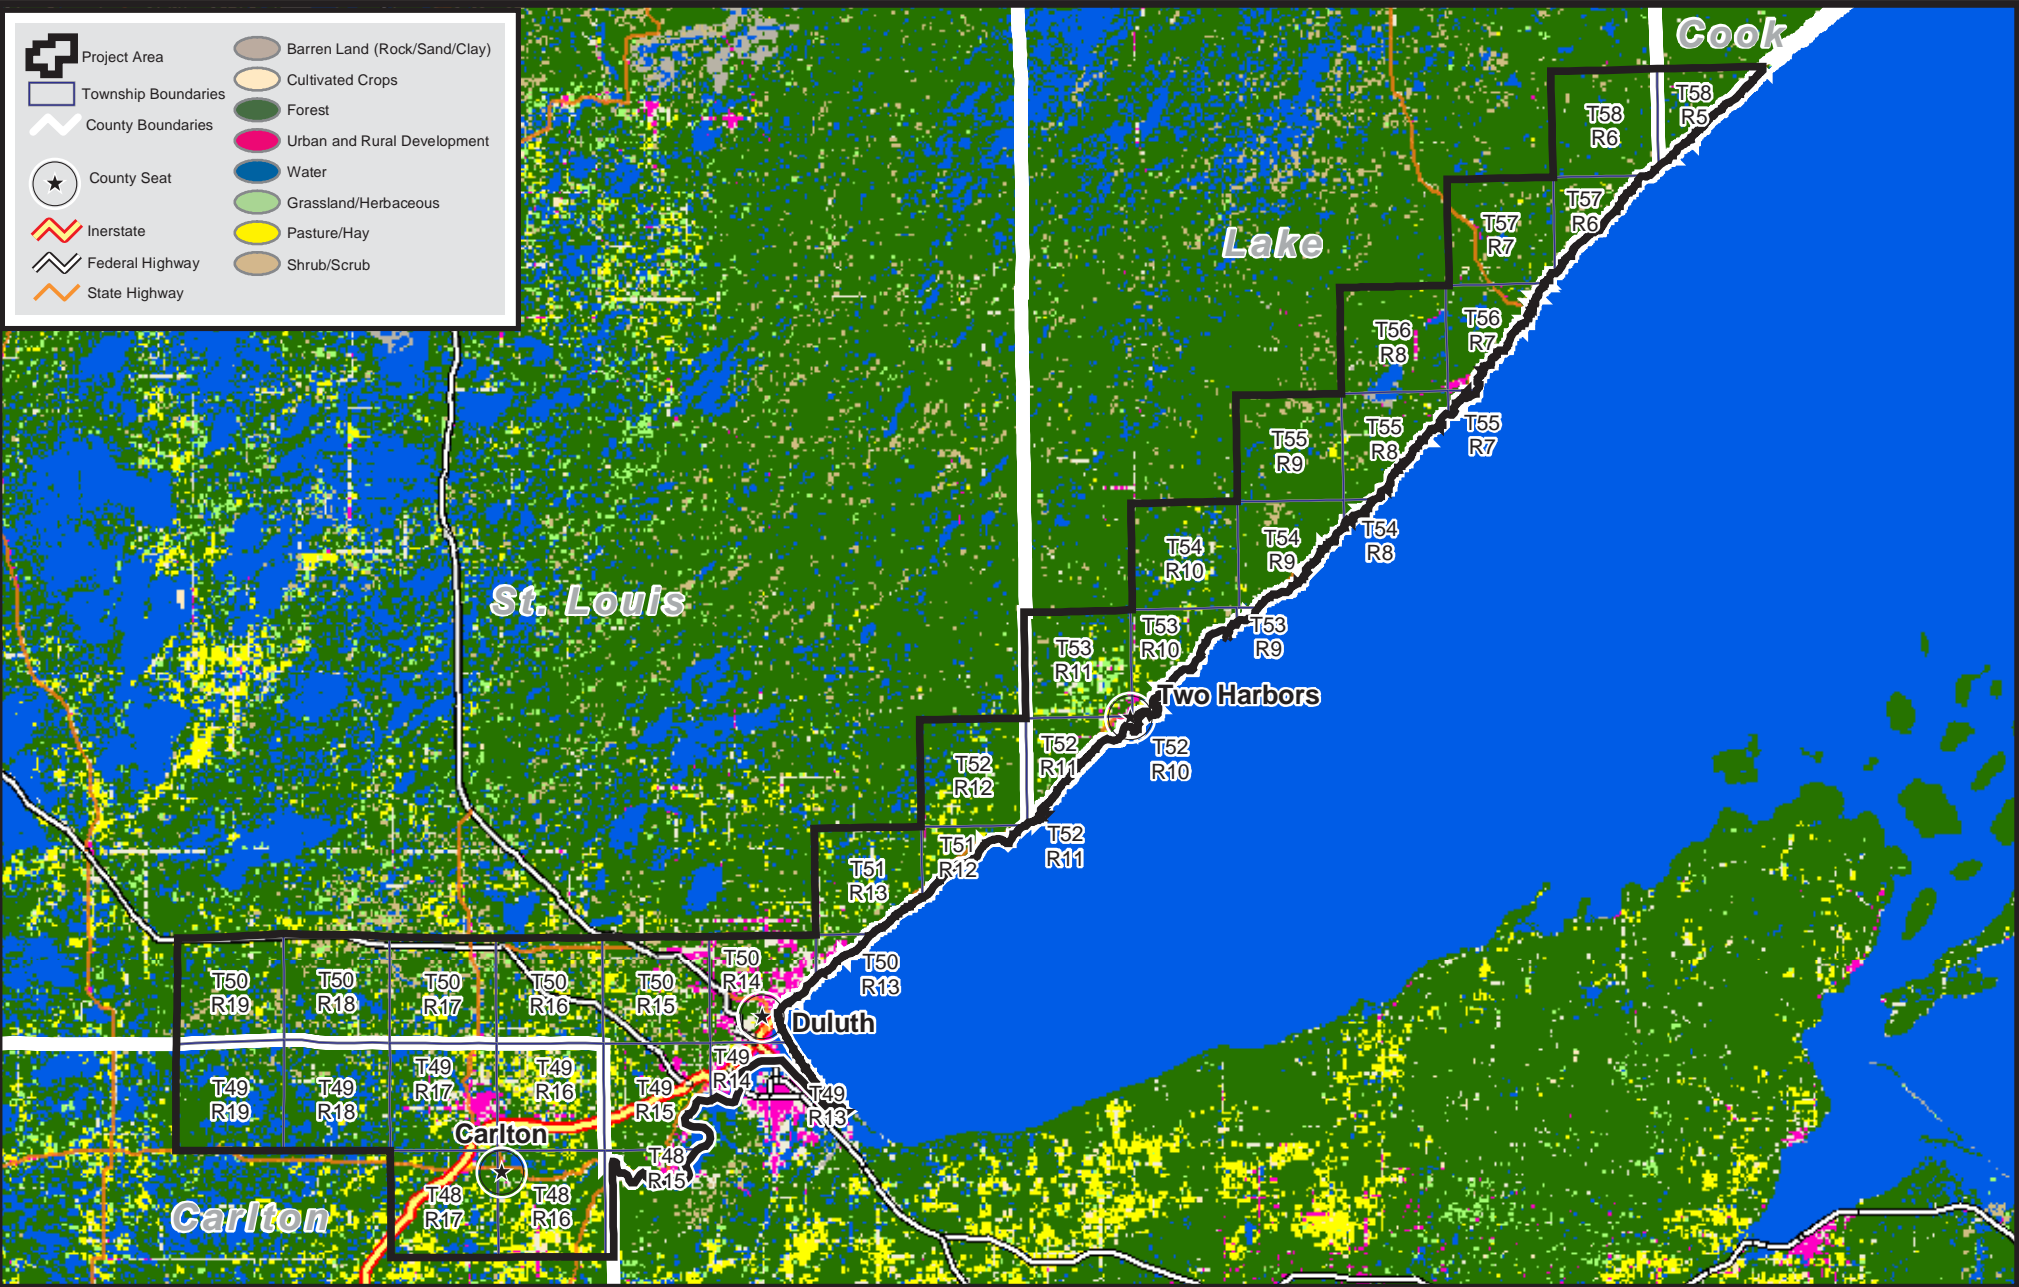 Project Area
Township Boundaries
County Boundaries
County Seat
Inerstate
Federal Highway
State Highway
Barren Land (Rock/Sand/Clay)
Cultivated Crops
Forest
Urban and Rural Development
Water
Grassland/Herbaceous
Pasture/Hay
Shrub/Scrub
Cook
T58
R6
T58
R5
T57
R7
T57
R6
Lake
T56
R8
T56
R7
T55
R9
T55
R8
T55
R7
T54
R10
T54
R9
T54
R8
St. Louis
T53
R11
T53
R10
T53
R9
Two Harbors
T52
R12
T52
R11
T52
R10
T51
R13
T51
R12
T52
R11
T50
R19
T50
R18
T50
R17
T50
R16
T50
R15
T50
R14
T50
R13
Duluth
T49
R19
T49
R18
T49
R17
T49
R16
T49
R15
T49
R14
T49
R13
Carlton
T48
R15
Carlton
T48
R17
T48
R16